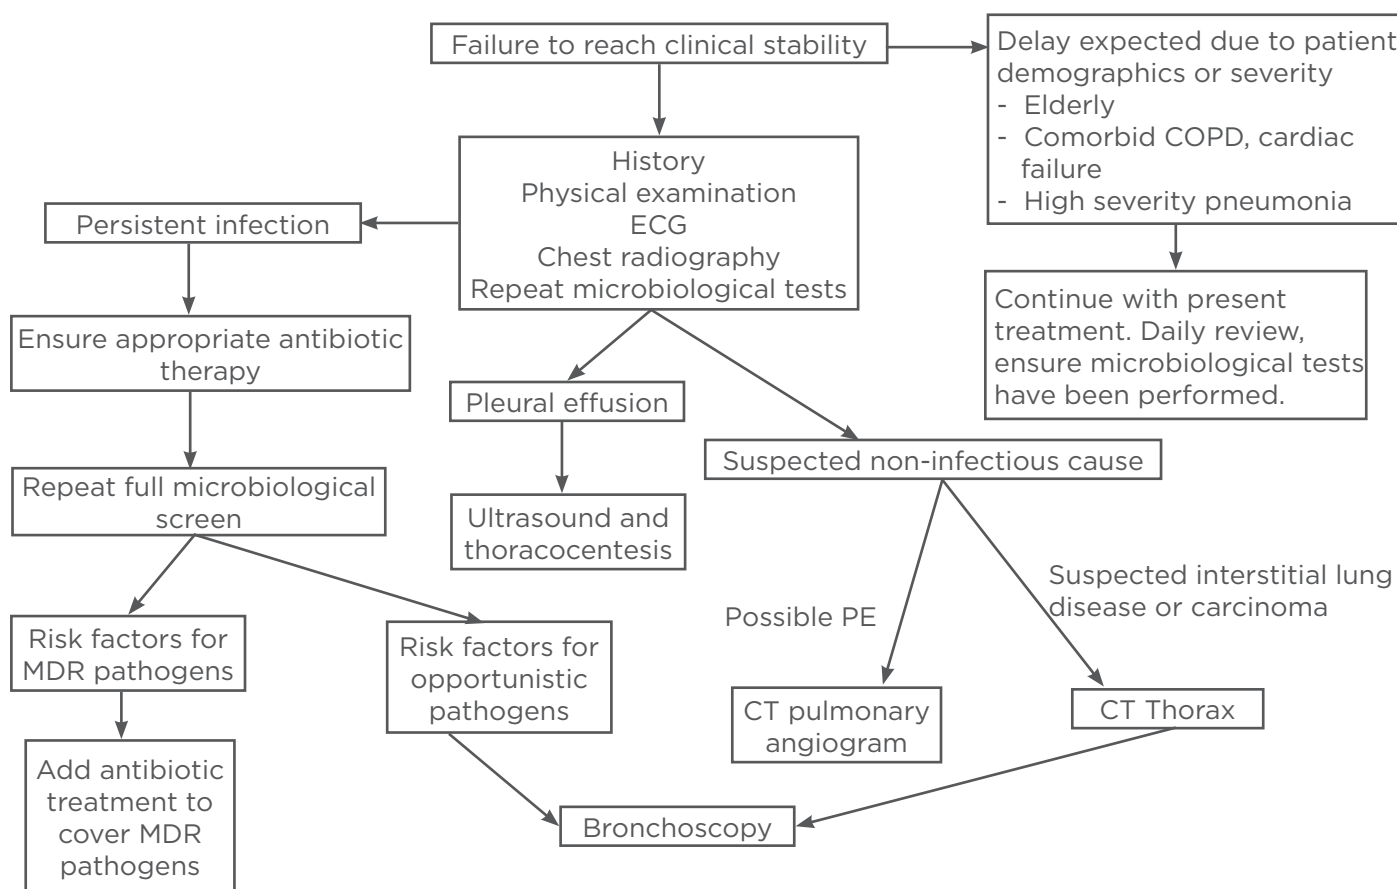 Failure to reach clinical stability
Delay expected due to patient
demographics or severity
- Elderly
- Comorbid COPD, cardiac
failure
- High severity pneumonia
History
Physical examination
ECG
Chest radiography
Repeat microbiological tests
Persistent infection
Continue with present
treatment. Daily review,
ensure microbiological tests
have been performed.
Ensure appropriate antibiotic
therapy
Pleural effusion
Suspected non-infectious cause
Repeat full microbiological
screen
Ultrasound and
thoracocentesis
Possible PE
Suspected interstitial lung
disease or carcinoma
Risk factors for
MDR pathogens
Risk factors for
opportunistic
pathogens
CT pulmonary
angiogram
CT Thorax
Add antibiotic
treatment to
cover MDR
pathogens
Bronchoscopy